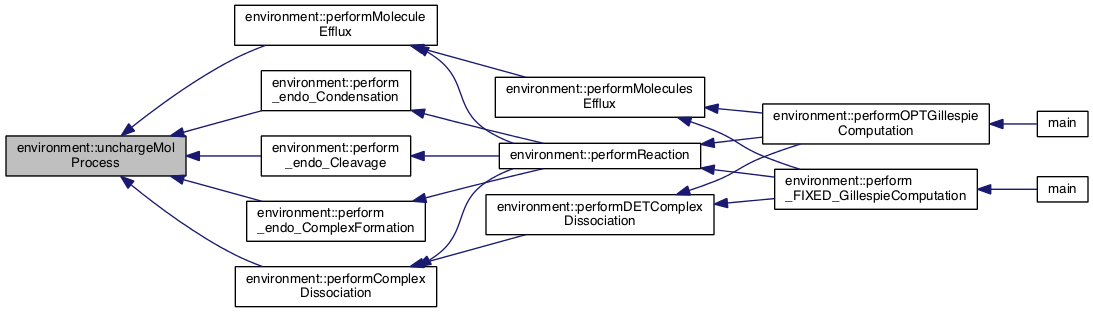 environment::unchargeMol
Process
environment::performMolecule
Efflux
environment::perform
_endo_Condensation
environment::perform
_endo_Cleavage
environment::perform
_endo_ComplexFormation
environment::performComplex
Dissociation
environment::performMolecules
Efflux
environment::performReaction
environment::performDETComplex
Dissociation
environment::performOPTGillespie
Computation
environment::perform
_FIXED_GillespieComputation
main
main